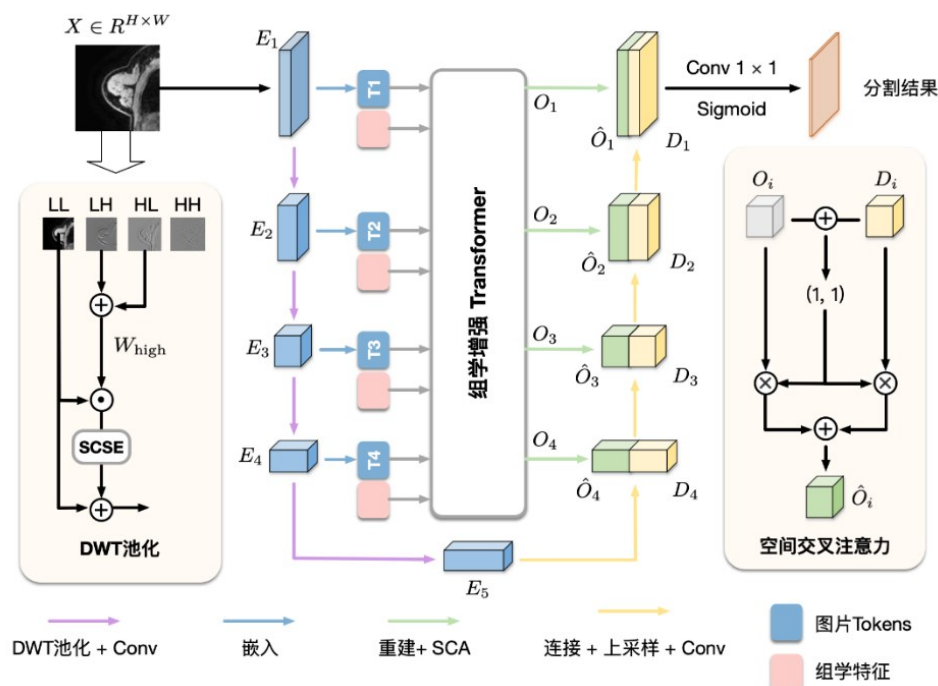 X ∈ R^{H×W}
E₁
T1
O₁
Ô₁
D₁
Conv 1 × 1
Sigmoid
分割结果
LL LH HL HH
W_high
SCSE
DWT池化
E₂
T2
O₂
Ô₂
D₂
E₃
T3
O₃
Ô₃
D₃
E₄
T4
O₄
Ô₄
D₄
E₅
组学增强 Transformer
O_i
D_i
(1, 1)
Ô_i
空间交叉注意力
DWT池化 + Conv
嵌入
重建+ SCA
连接 + 上采样 + Conv
图片Tokens
组学特征